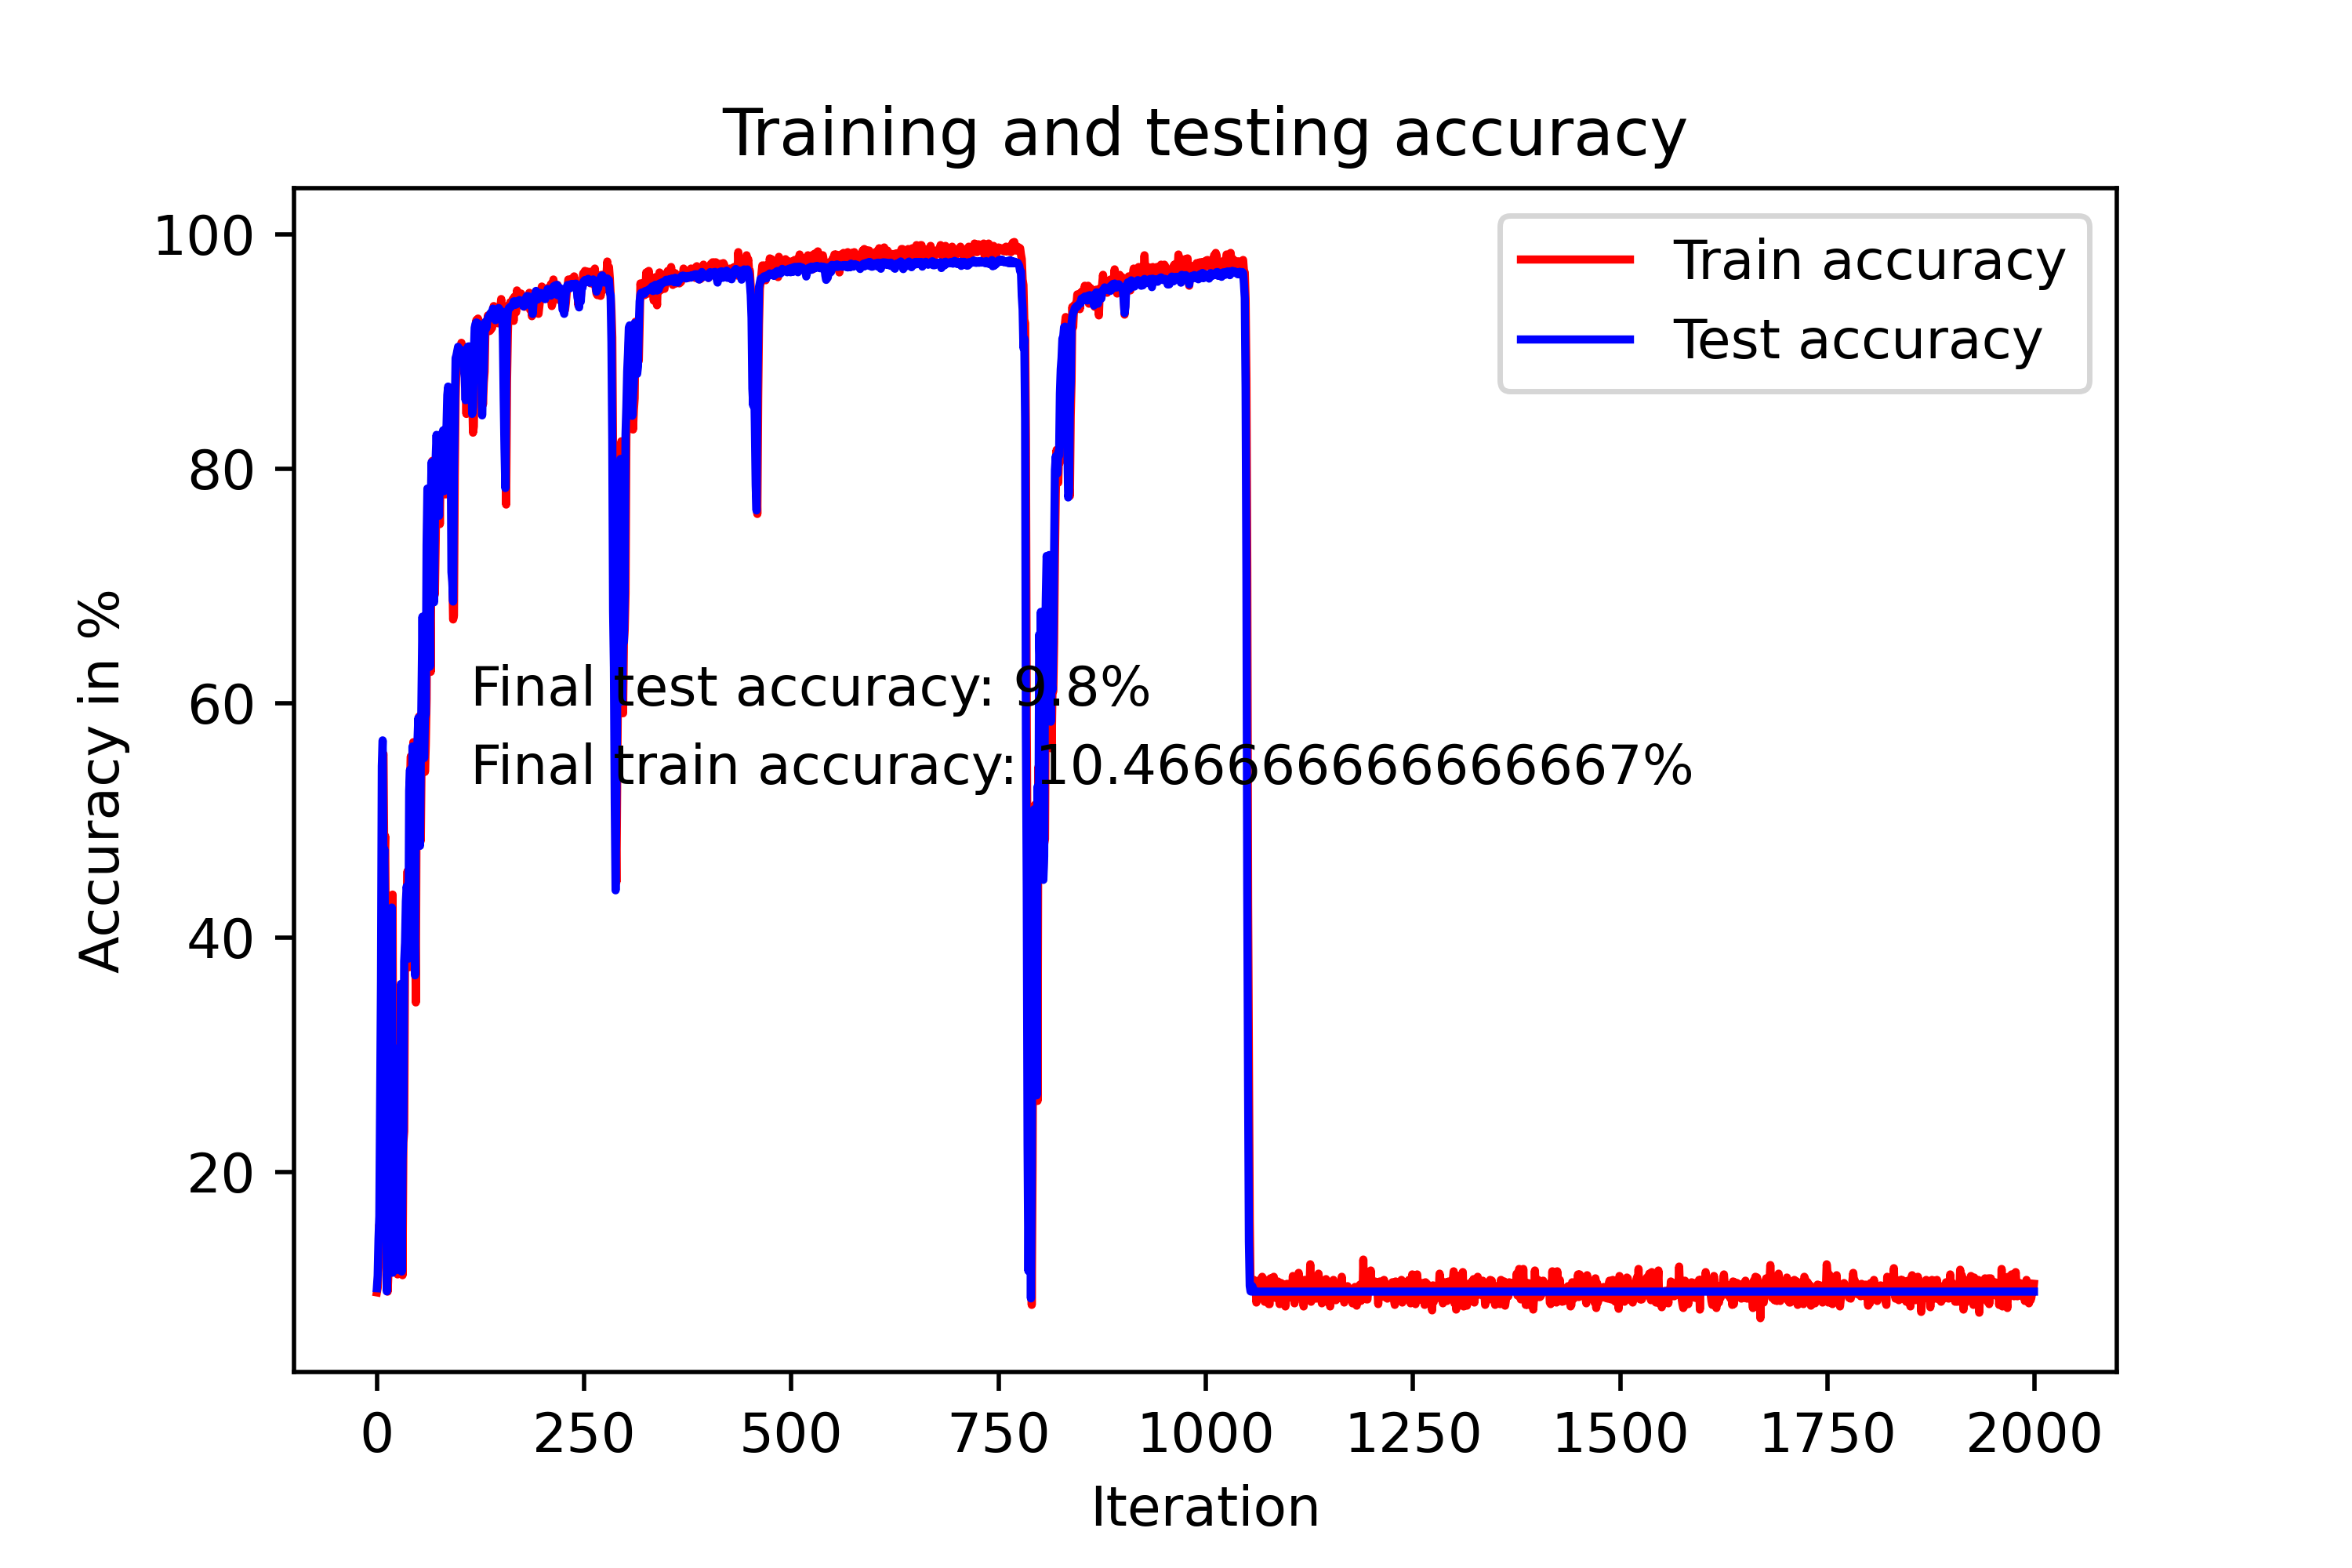 Training and testing accuracy
100
80
60
40
20
Accuracy in %
Train accuracy
Test accuracy
Final test accuracy: 9.8%
Final train accuracy: 10.466666666666667%
0 250 500 750 1000 1250 1500 1750 2000
Iteration